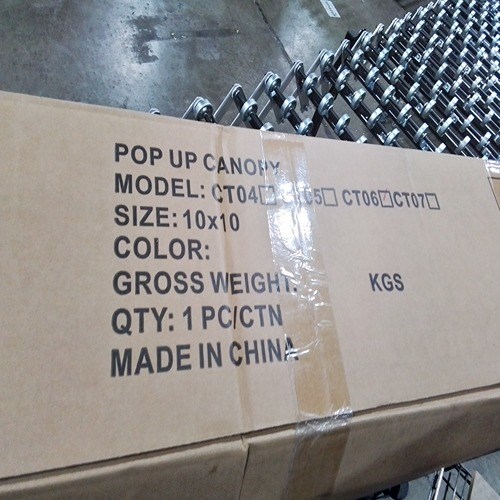 POP UP CANOPY
MODEL: CT04☐ CT05☐ CT06☑ CT07☐
SIZE: 10x10
COLOR:
GROSS WEIGHT: KGS
QTY: 1 PC/CTN
MADE IN CHINA